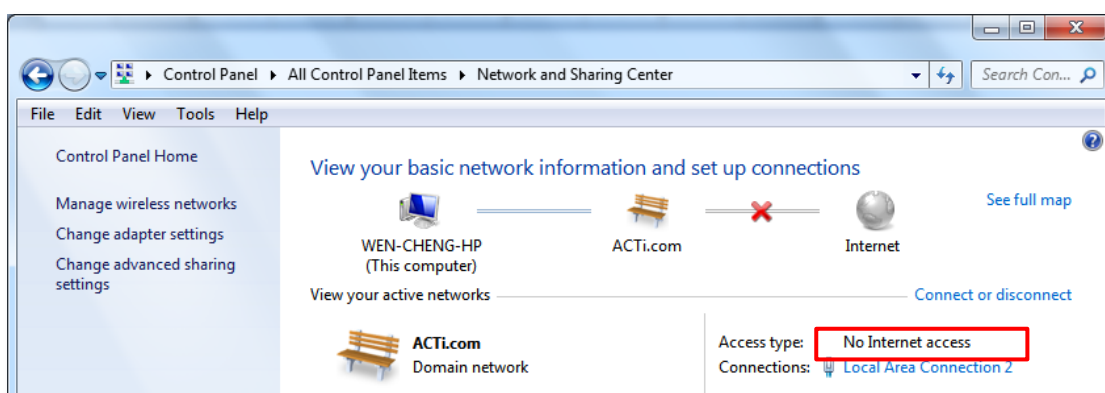 Control Panel ▸ All Control Panel Items ▸ Network and Sharing Center
Search Con...
File Edit View Tools Help
Control Panel Home
Manage wireless networks
Change adapter settings
Change advanced sharing
settings
View your basic network information and set up connections
See full map
WEN-CHENG-HP
(This computer)
ACTi.com
Internet
View your active networks
Connect or disconnect
ACTi.com
Domain network
Access type: No Internet access
Connections: Local Area Connection 2